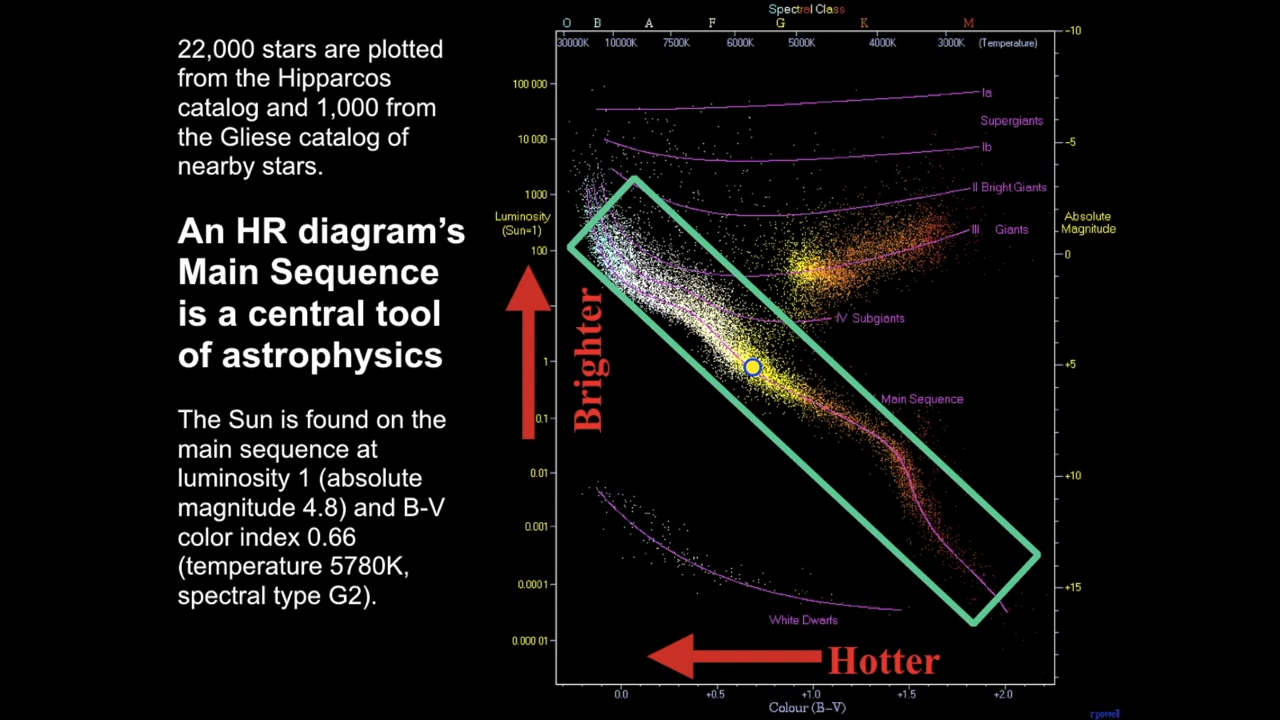 22,000 stars are plotted
from the Hipparcos
catalog and 1,000 from
the Gliese catalog of
nearby stars.
An HR diagram's
Main Sequence
is a central tool
of astrophysics
The Sun is found on the
main sequence at
luminosity 1 (absolute
magnitude 4.8) and B-V
color index 0.66
(temperature 5780K,
spectral type G2).
Spectral Class
O B A F G K M
30000K 10000K 7500K 6000K 5000K 4000K 3000K (Temperature)
Luminosity
(Sun=1)
100 000
10 000
1 000
100
1
0.1
0.01
0.001
0.0001
0.000 01
Brighter
Ia
Supergiants
Ib
II Bright Giants
III Giants
IV Subgiants
Main Sequence
White Dwarfs
Hotter
Absolute
Magnitude
-10
-5
0
+5
+10
+15
0.0 +0.5 +1.0 +1.5 +2.0
Colour (B-V)
r powell